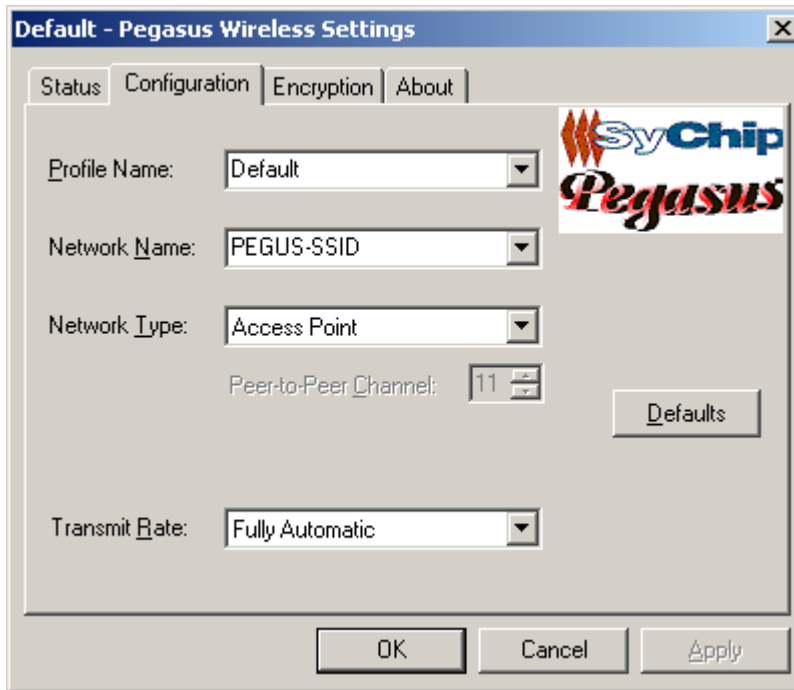 Default - Pegasus Wireless Settings
Status Configuration Encryption About
SyChip
Pegasus
Profile Name: Default
Network Name: PEGUS-SSID
Network Type: Access Point
Peer-to-Peer Channel: 11
Defaults
Transmit Rate: Fully Automatic
OK Cancel Apply